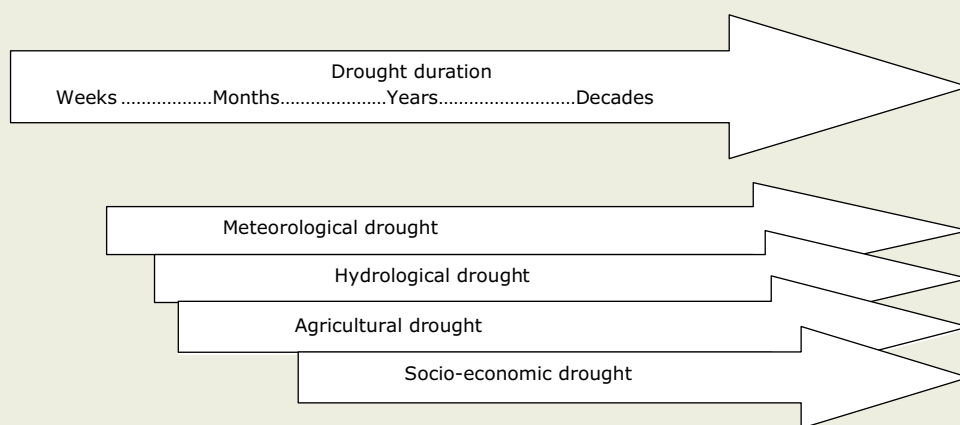 Drought duration
Weeks ..................Months.....................Years...........................Decades
Meteorological drought
Hydrological drought
Agricultural drought
Socio-economic drought